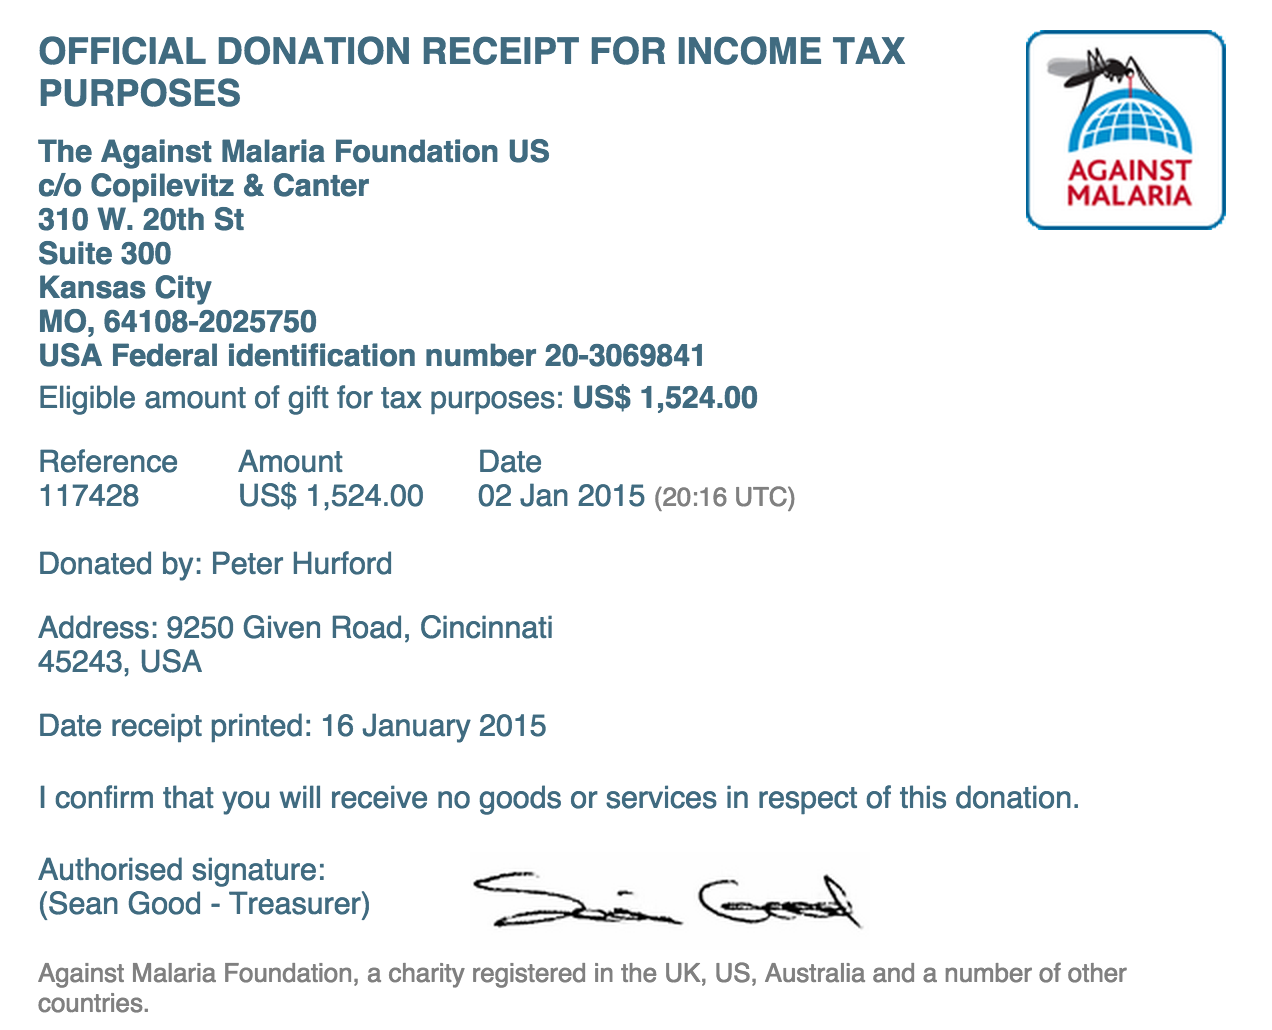 OFFICIAL DONATION RECEIPT FOR INCOME TAX
PURPOSES
AGAINST
MALARIA
The Against Malaria Foundation US
c/o Copilevitz & Canter
310 W. 20th St
Suite 300
Kansas City
MO, 64108-2025750
USA Federal identification number 20-3069841
Eligible amount of gift for tax purposes: US$ 1,524.00
Reference Amount Date
117428 US$ 1,524.00 02 Jan 2015 (20:16 UTC)
Donated by: Peter Hurford
Address: 9250 Given Road, Cincinnati
45243, USA
Date receipt printed: 16 January 2015
I confirm that you will receive no goods or services in respect of this donation.
Authorised signature:
(Sean Good - Treasurer)
Against Malaria Foundation, a charity registered in the UK, US, Australia and a number of other
countries.